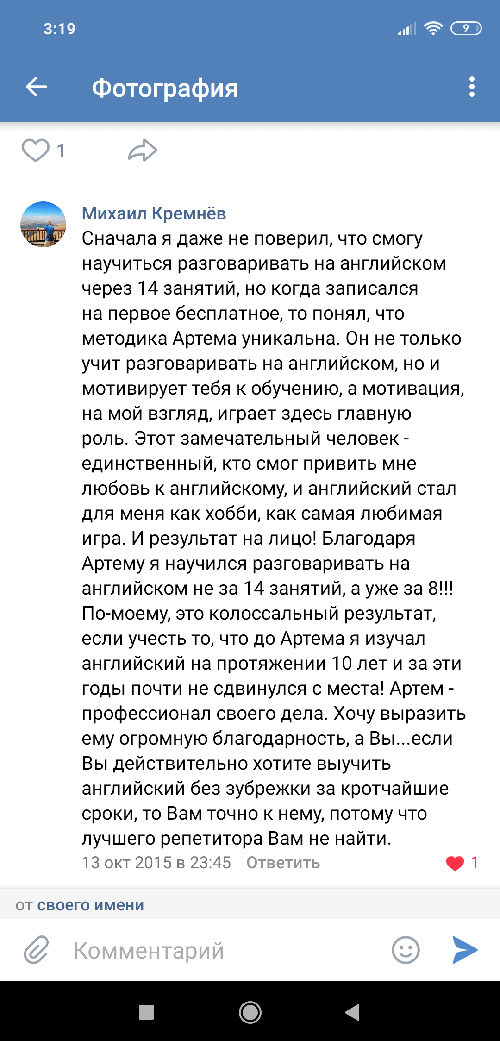 3:19
9
Фотография
1
Михаил Кремнёв
Сначала я даже не поверил, что смогу
научиться разговаривать на английском
через 14 занятий, но когда записался
на первое бесплатное, то понял, что
методика Артема уникальна. Он не только
учит разговаривать на английском, но и
мотивирует тебя к обучению, а мотивация,
на мой взгляд, играет здесь главную
роль. Этот замечательный человек -
единственный, кто смог привить мне
любовь к английскому, и английский стал
для меня как хобби, как самая любимая
игра. И результат на лицо! Благодаря
Артему я научился разговаривать на
английском не за 14 занятий, а уже за 8!!!
По-моему, это колоссальный результат,
если учесть то, что до Артема я изучал
английский на протяжении 10 лет и за эти
годы почти не сдвинулся с места! Артем -
профессионал своего дела. Хочу выразить
ему огромную благодарность, а Вы...если
Вы действительно хотите выучить
английский без зубрежки за кротчайшие
сроки, то Вам точно к нему, потому что
лучшего репетитора Вам не найти.
13 окт 2015 в 23:45 Ответить 1
от своего имени
Комментарий